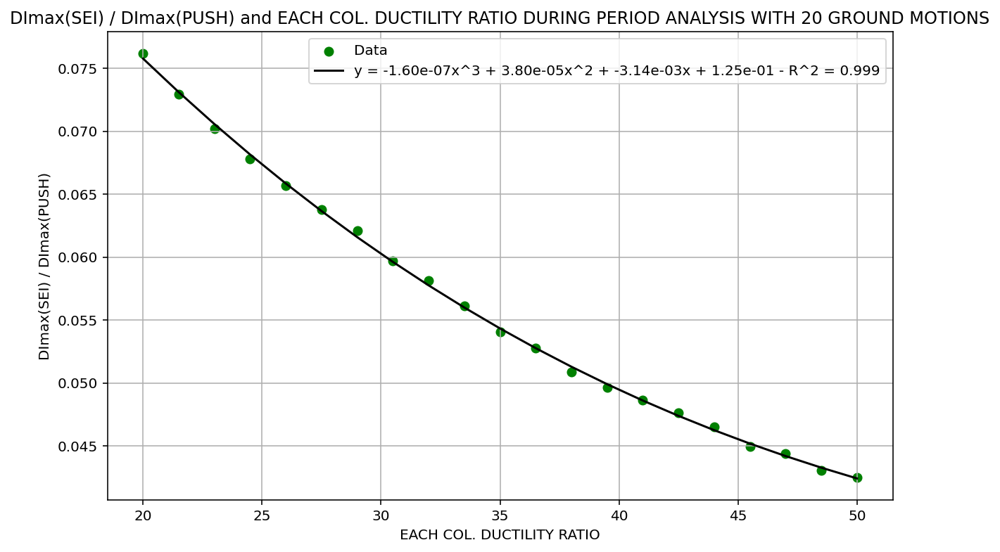 DImax(SEI) / DImax(PUSH) and EACH COL. DUCTILITY RATIO DURING PERIOD ANALYSIS WITH 20 GROUND MOTIONS
Data
y = -1.60e-07x^3 + 3.80e-05x^2 + -3.14e-03x + 1.25e-01 - R^2 = 0.999
DImax(SEI) / DImax(PUSH)
0.075
0.070
0.065
0.060
0.055
0.050
0.045
20 25 30 35 40 45 50
EACH COL. DUCTILITY RATIO